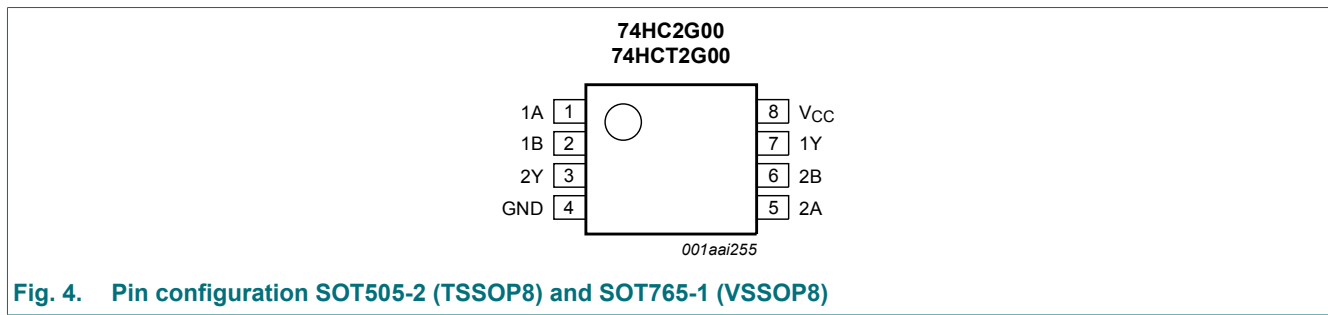 74HC2G00
74HCT2G00
1A 1 8 VCC
1B 2 7 1Y
2Y 3 6 2B
GND 4 5 2A
001aai255
Fig. 4. Pin configuration SOT505-2 (TSSOP8) and SOT765-1 (VSSOP8)